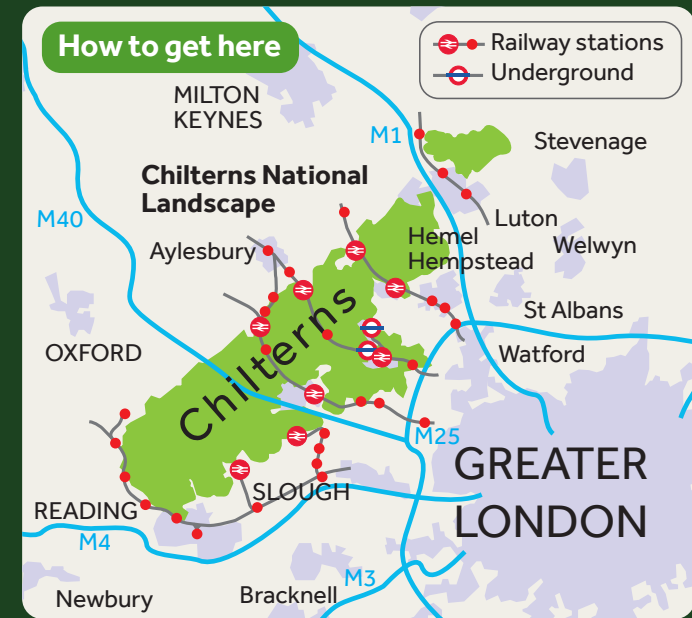 How to get here
Railway stations
Underground
MILTON
KEYNES
M1
Stevenage
Chilterns National
Landscape
M40
Luton
Aylesbury
Hemel
Hempstead
Welwyn
Chilterns
St Albans
OXFORD
Watford
M25
GREATER
LONDON
SLOUGH
READING
M4
M3
Bracknell
Newbury